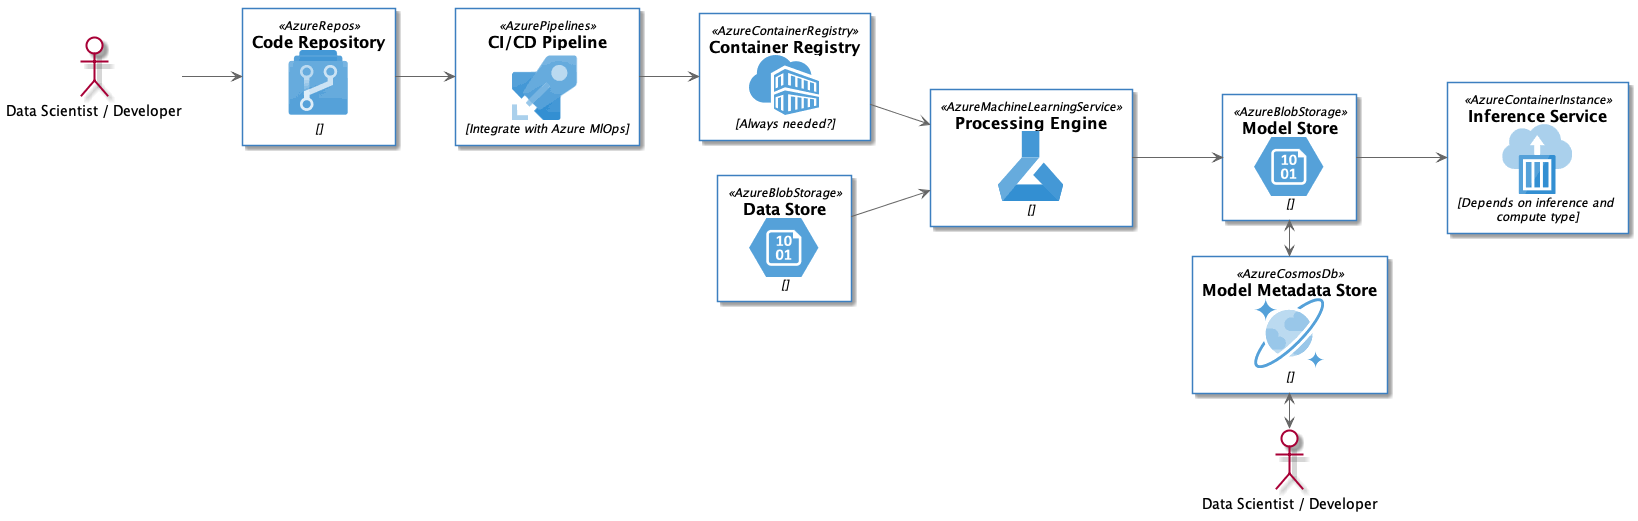 Data Scientist / Developer
«AzureRepos»
Code Repository
[]
«AzurePipelines»
CI/CD Pipeline
[Integrate with Azure MlOps]
«AzureContainerRegistry»
Container Registry
[Always needed?]
«AzureBlobStorage»
Data Store
10
01
[]
«AzureMachineLearningService»
Processing Engine
[]
«AzureBlobStorage»
Model Store
10
01
[]
«AzureContainerInstance»
Inference Service
[Depends on inference and
compute type]
«AzureCosmosDb»
Model Metadata Store
[]
Data Scientist / Developer